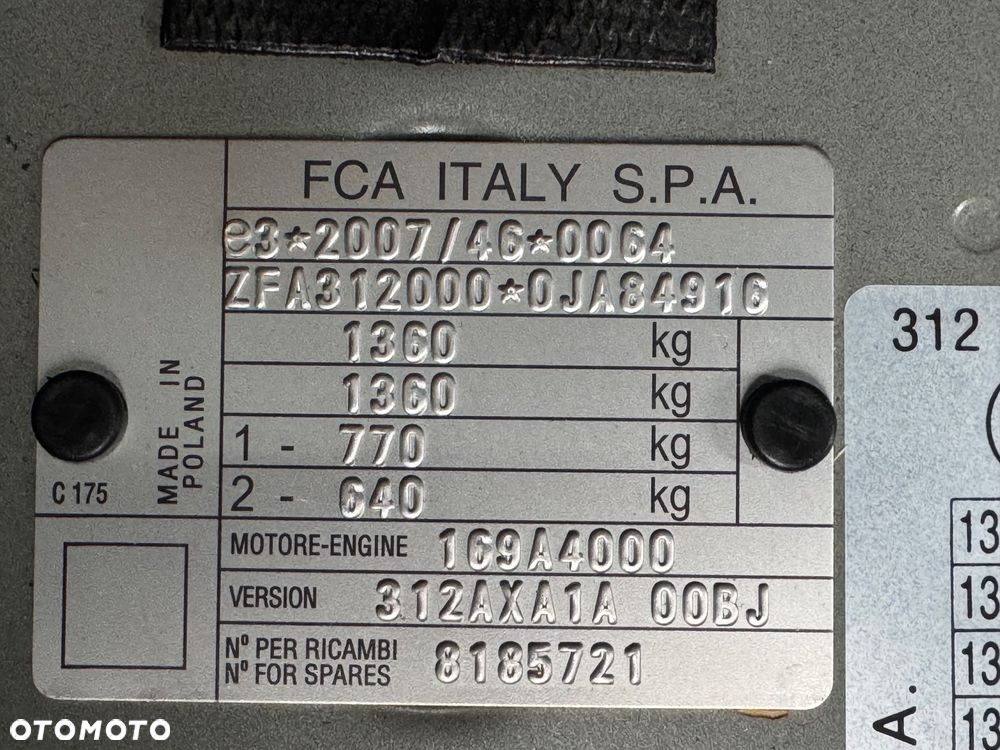 FCA ITALY S.P.A.
e3*2007/46*0064
ZFA312000*0JA84916
1360 kg
1360 kg
1 - 770 kg
2 - 640 kg
MADE IN
POLAND
C 175
MOTORE-ENGINE 169A4000
VERSION 312AXA1A 00BJ
Nº PER RICAMBI
Nº FOR SPARES 8185721
312
13
13
13
13
A.
OTOMOTO